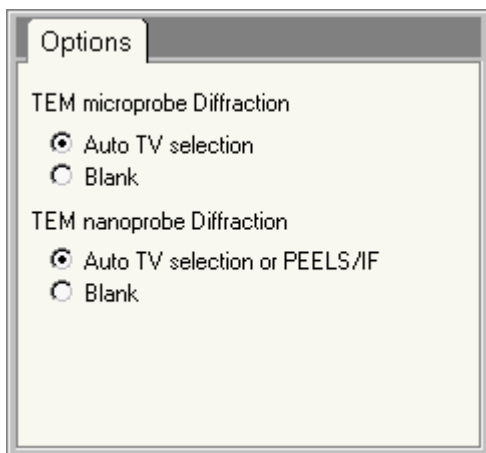 Options
TEM microprobe Diffraction
Auto TV selection
Blank
TEM nanoprobe Diffraction
Auto TV selection or PEELS/IF
Blank